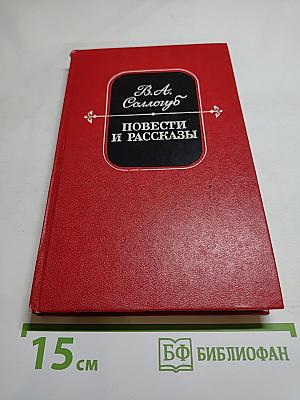 В. А.
Соллогуб
ПОВЕСТИ
И РАССКАЗЫ
15 см
БФ БИБЛИОФАН